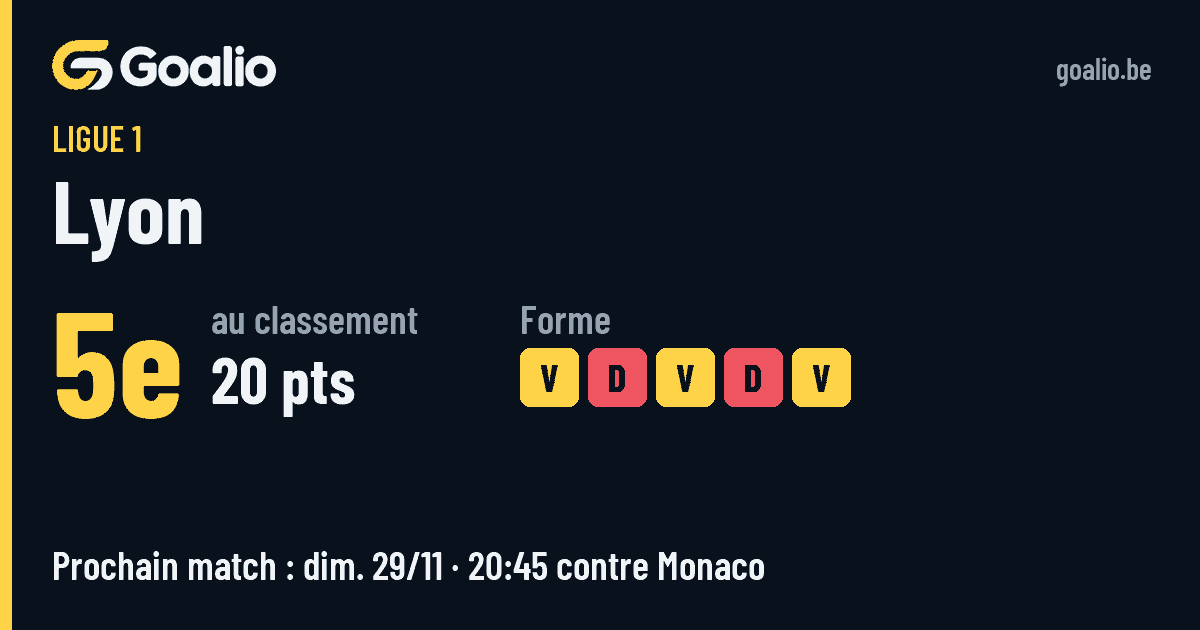 Goalio
goalio.be
LIGUE 1
Lyon
5e
au classement
20 pts
Forme
V D V D V
Prochain match : dim. 29/11 · 20:45 contre Monaco